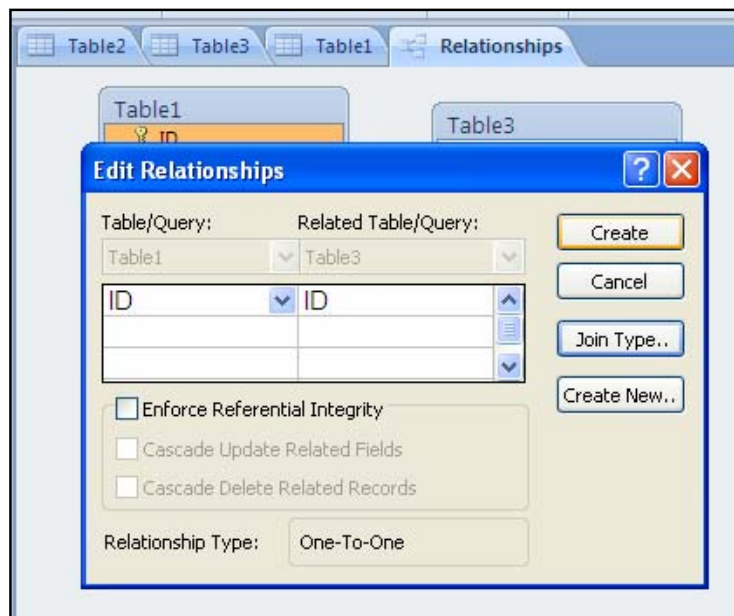 Table2 Table3 Table1 Relationships
Table1 Table3
ID
Edit Relationships ?
Table/Query: Related Table/Query:
Table1 Table3
ID ID
Create
Cancel
Join Type..
Create New..
Enforce Referential Integrity
Cascade Update Related Fields
Cascade Delete Related Records
Relationship Type: One-To-One